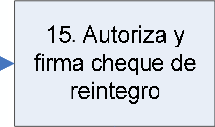 15. Autoriza y
firma cheque de
reintegro